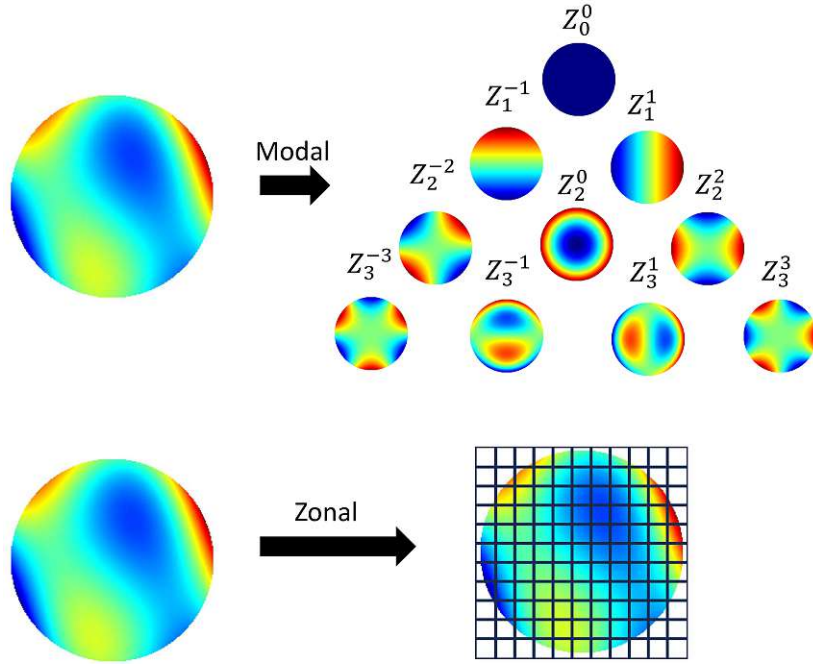 Z_0^0
Z_1^{-1} Z_1^1
Modal
Z_2^{-2} Z_2^0 Z_2^2
Z_3^{-3} Z_3^{-1} Z_3^1 Z_3^3
Zonal